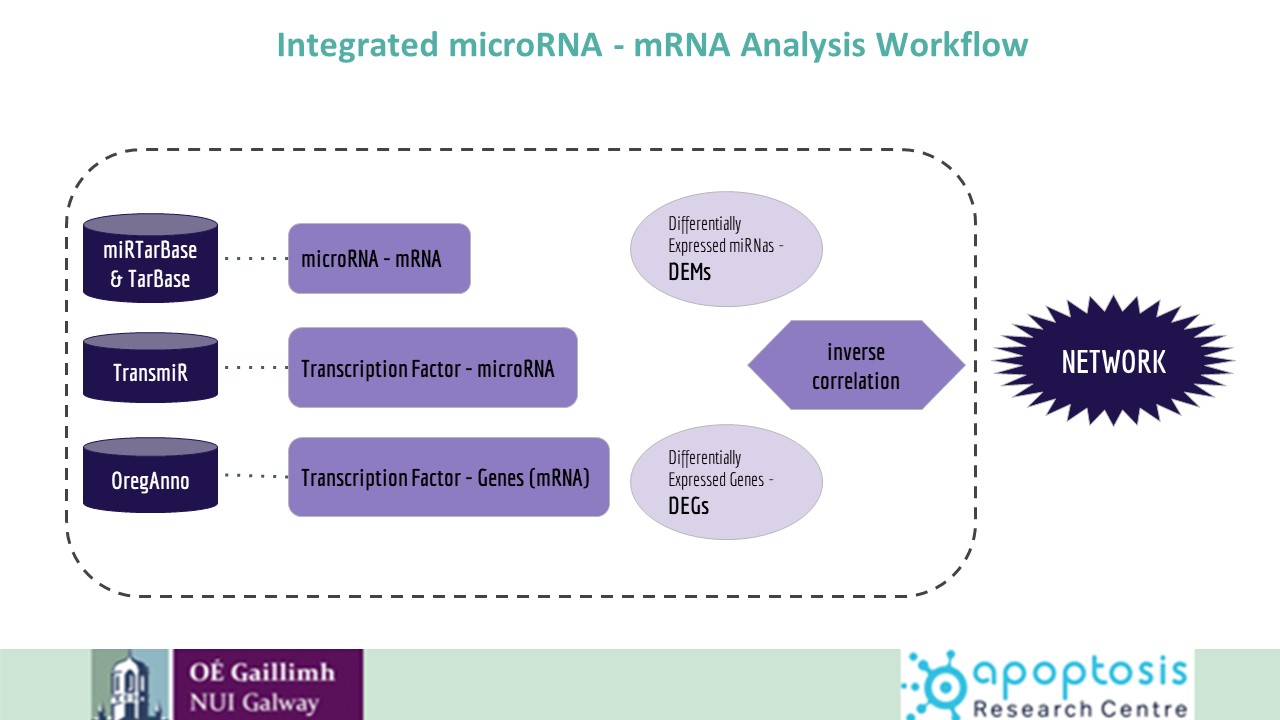 Integrated microRNA - mRNA Analysis Workflow
miRTarBase
& TarBase
microRNA - mRNA
Differentially
Expressed miRNas -
DEMs
TransmiR
Transcription Factor - microRNA
inverse
correlation
NETWORK
OregAnno
Transcription Factor - Genes (mRNA)
Differentially
Expressed Genes -
DEGs
OÉ Gaillimh
NUI Galway
apoptosis
Research Centre